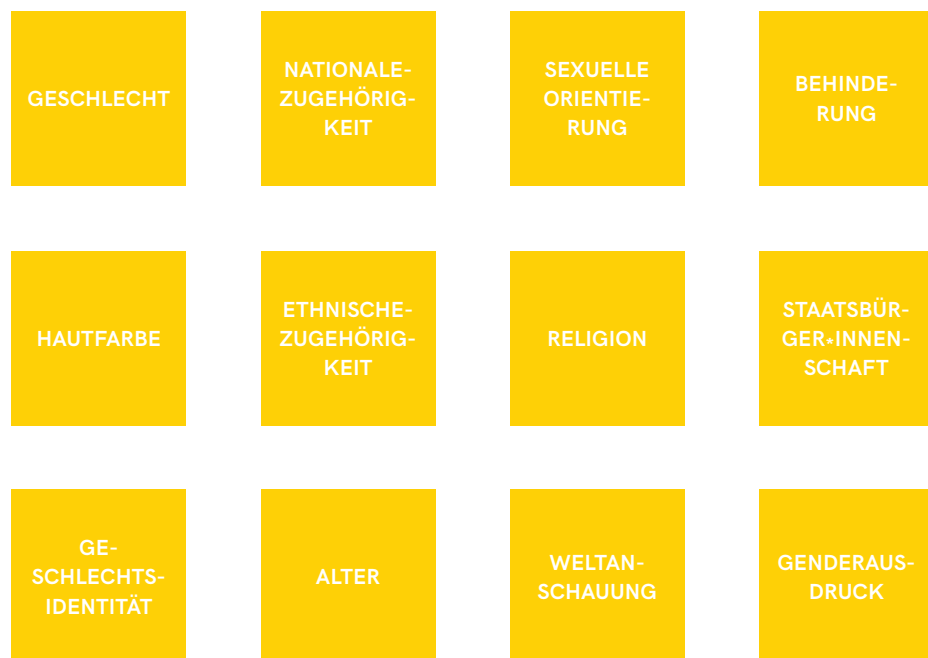 GESCHLECHT
NATIONALE-
ZUGEHÖRIG-
KEIT
SEXUELLE
ORIENTIE-
RUNG
BEHINDE-
RUNG
HAUTFARBE
ETHNISCHE-
ZUGEHÖRIG-
KEIT
RELIGION
STAATSBÜR-
GER*INNEN-
SCHAFT
GE-
SCHLECHTS-
IDENTITÄT
ALTER
WELTAN-
SCHAUUNG
GENDERAUS-
DRUCK